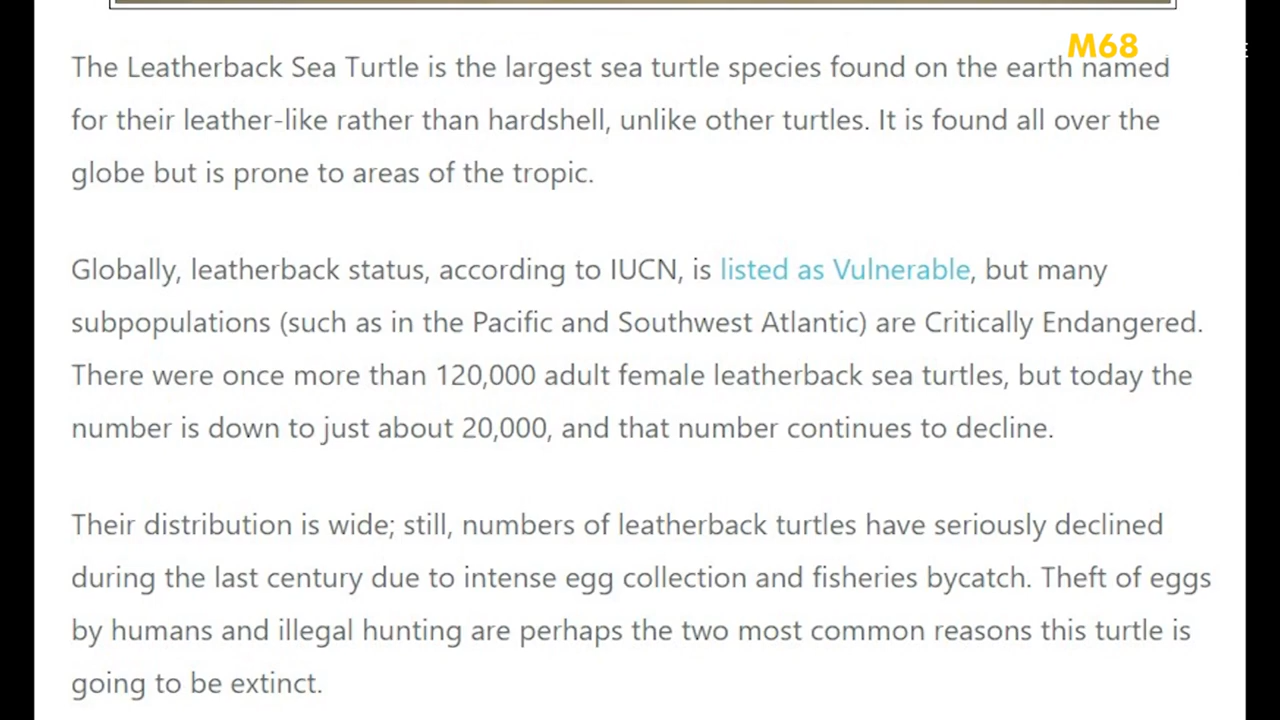 M68
The Leatherback Sea Turtle is the largest sea turtle species found on the earth named
for their leather-like rather than hardshell, unlike other turtles. It is found all over the
globe but is prone to areas of the tropic.
Globally, leatherback status, according to IUCN, is listed as Vulnerable, but many
subpopulations (such as in the Pacific and Southwest Atlantic) are Critically Endangered.
There were once more than 120,000 adult female leatherback sea turtles, but today the
number is down to just about 20,000, and that number continues to decline.
Their distribution is wide; still, numbers of leatherback turtles have seriously declined
during the last century due to intense egg collection and fisheries bycatch. Theft of eggs
by humans and illegal hunting are perhaps the two most common reasons this turtle is
going to be extinct.